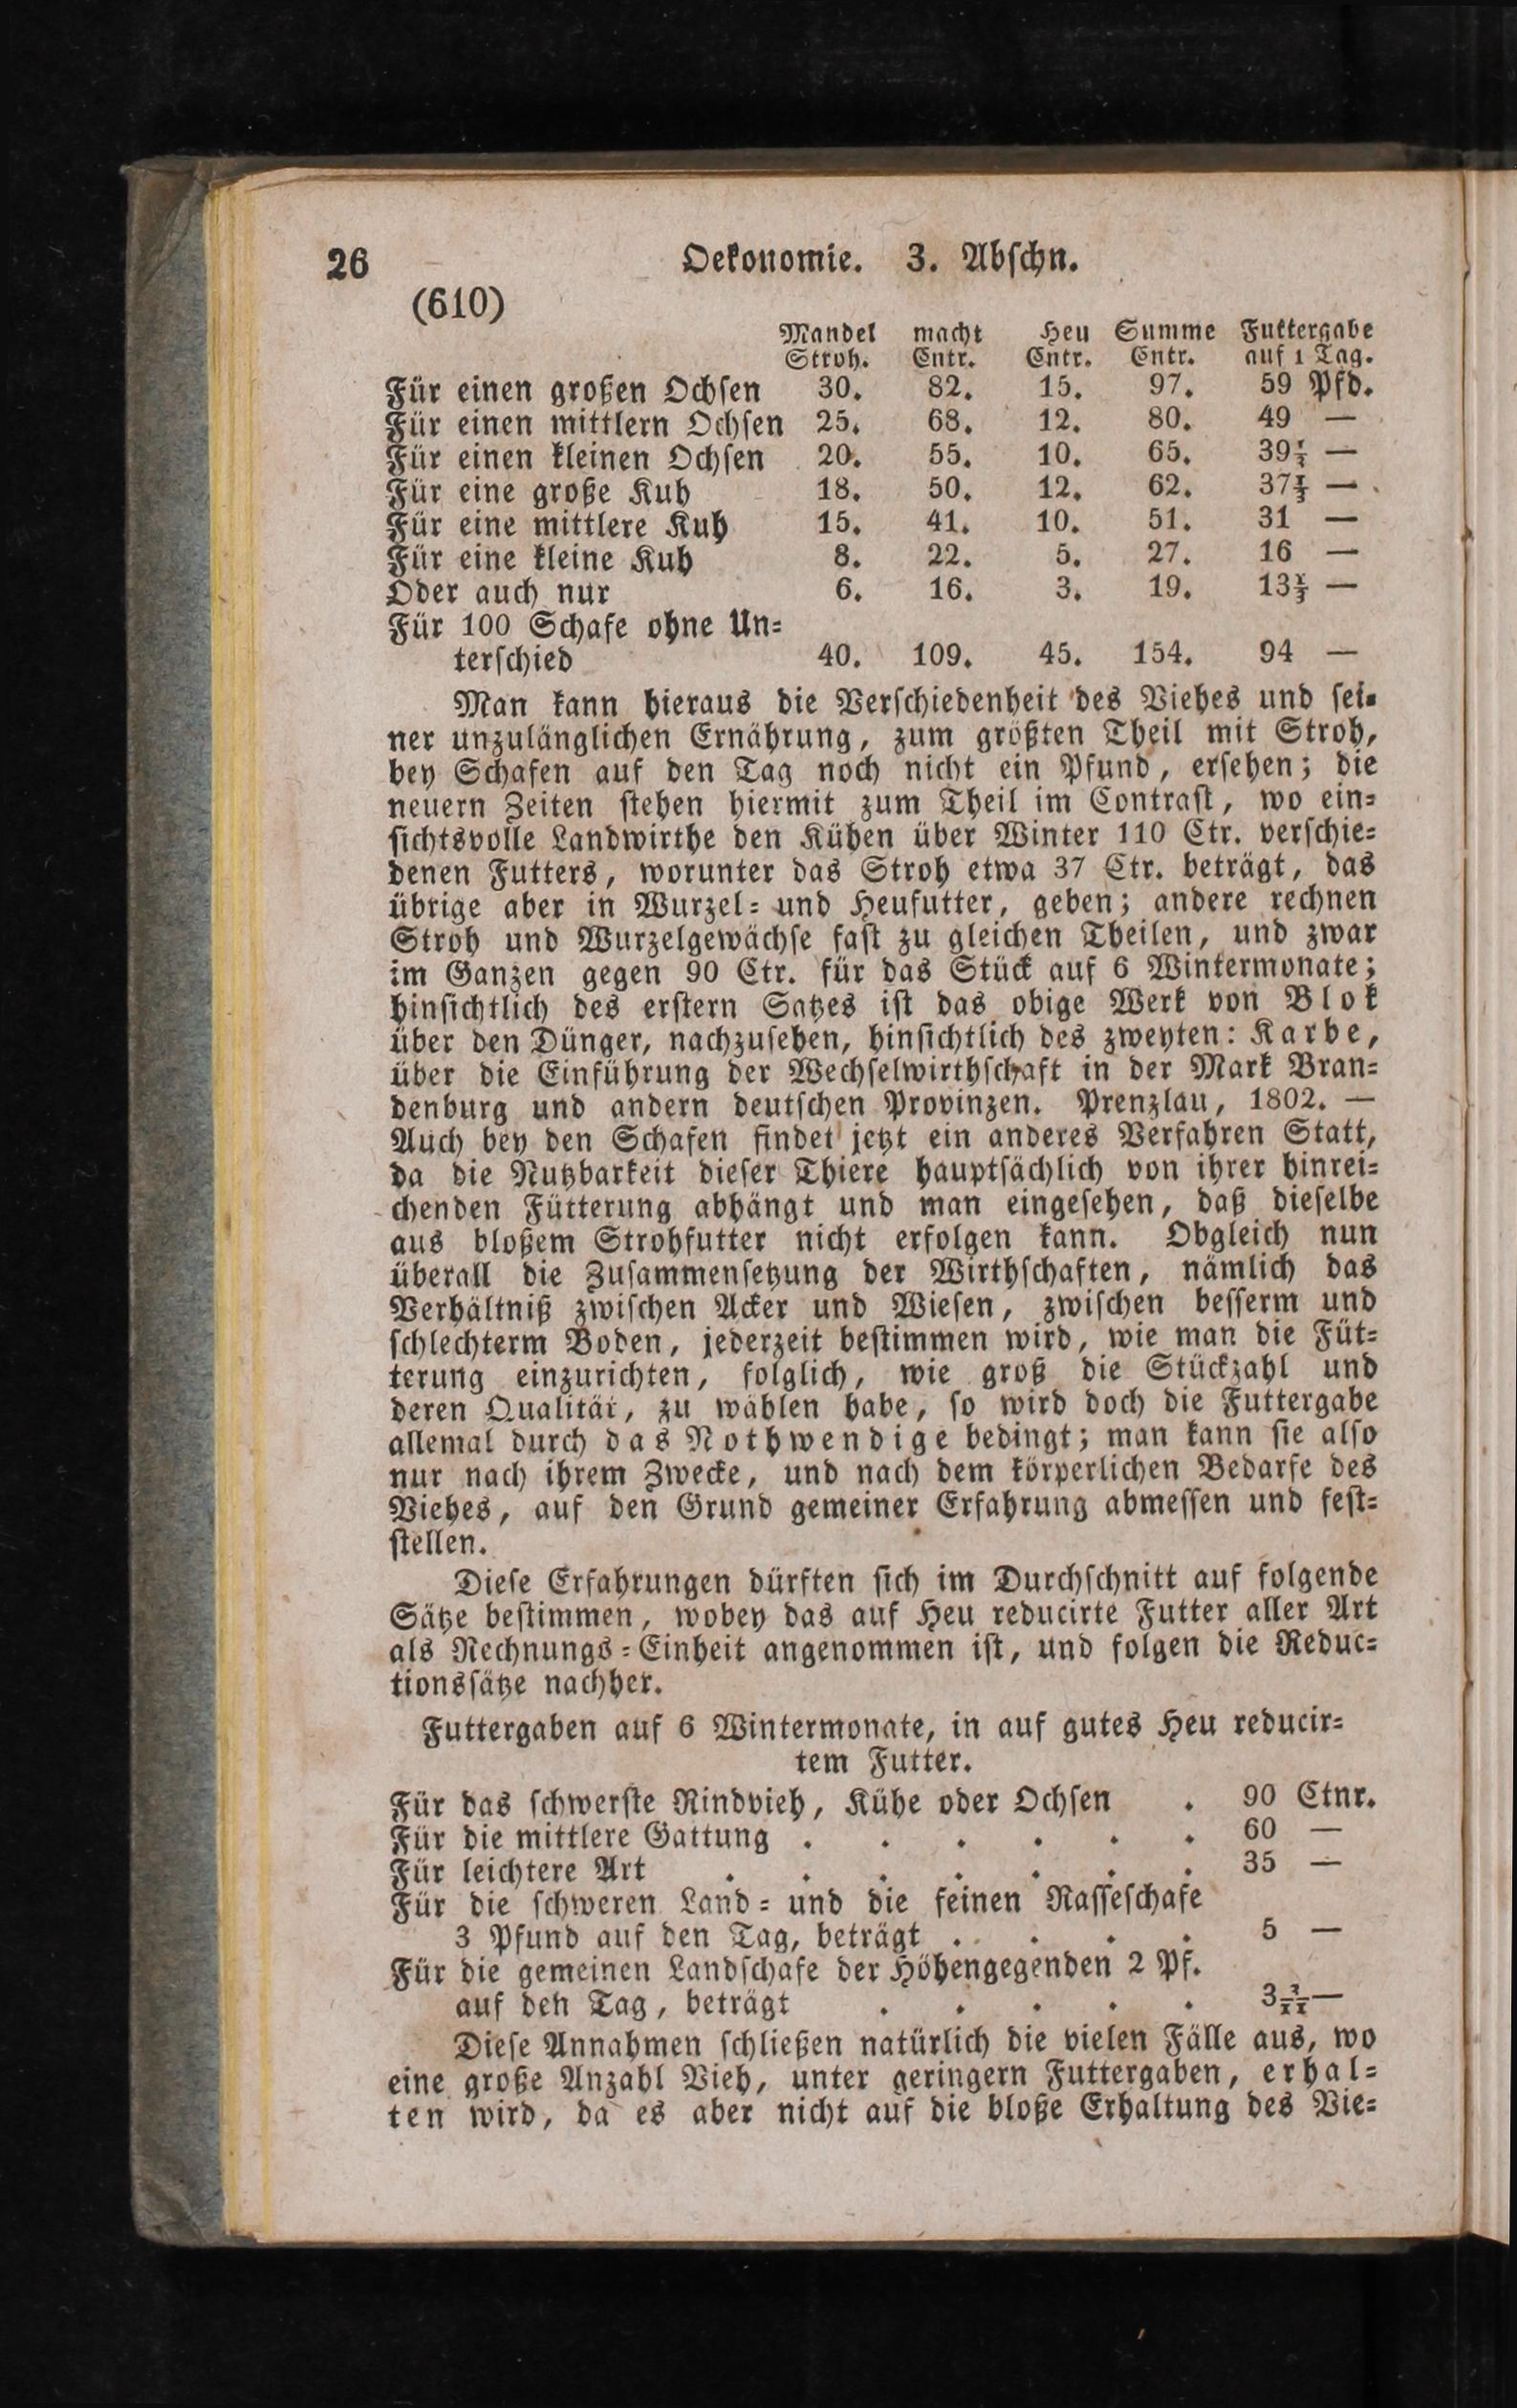 26 Oekonomie. 3. Abschn.
(610)
Mandel macht Heu Summe Futtergabe
Stroh. Entr. Entr. Entr. auf 1 Tag.
Für einen großen Ochsen 30. 82. 15. 97. 59 Pfd.
Für einen mittlern Ochsen 25. 68. 12. 80. 49 —
Für einen kleinen Ochsen 20. 55. 10. 65. 39 —
Für eine große Kuh 18. 50. 12. 62. 37 —
Für eine mittlere Kuh 15. 41. 10. 51. 31 —
Für eine kleine Kuh 8. 22. 5. 27. 16 —
Oder auch nur 6. 16. 3. 19. 13 —
Für 100 Schafe ohne Un-
terschied 40. 109. 45. 154. 94 —
Man kann hieraus die Verschiedenheit des Viehes und sei-
ner unzulänglichen Ernährung, zum größten Theil mit Stroh,
bey Schafen auf den Tag noch nicht ein Pfund, ersehen; die
neuern Zeiten stehen hiermit zum Theil im Contrast, wo ein-
sichtsvolle Landwirthe den Kühen über Winter 110 Ctr. verschie-
denen Futters, worunter das Stroh etwa 37 Ctr. beträgt, das
übrige aber in Wurzel- und Heufutter, geben; andere rechnen
Stroh und Wurzelgewächse fast zu gleichen Theilen, und zwar
im Ganzen gegen 90 Ctr. für das Stück auf 6 Wintermonate;
hinsichtlich des erstern Satzes ist das obige Werk von Blok
über den Dünger, nachzusehen, hinsichtlich des zweyten: Karbe,
über die Einführung der Wechselwirthschaft in der Mark Bran-
denburg und andern deutschen Provinzen. Prenzlau, 1802. —
Auch bey den Schafen findet jetzt ein anderes Verfahren Statt,
da die Nutzbarkeit dieser Thiere hauptsächlich von ihrer hinrei-
chenden Fütterung abhängt und man eingesehen, daß dieselbe
aus bloßem Strohfutter nicht erfolgen kann. Obgleich nun
überall die Zusammensetzung der Wirthschaften, nämlich das
Verhältniß zwischen Acker und Wiesen, zwischen besserm und
schlechterm Boden, jederzeit bestimmen wird, wie man die Füt-
terung einzurichten, folglich, wie groß die Stückzahl und
deren Qualität, zu wählen habe, so wird doch die Futtergabe
allemal durch das Nothwendige bedingt; man kann sie also
nur nach ihrem Zwecke, und nach dem körperlichen Bedarfe des
Viehes, auf den Grund gemeiner Erfahrung abmessen und fest-
stellen.
Diese Erfahrungen dürften sich im Durchschnitt auf folgende
Sätze bestimmen, wobey das auf Heu reducirte Futter aller Art
als Rechnungs-Einheit angenommen ist, und folgen die Reduc-
tionssätze nachher.
Futtergaben auf 6 Wintermonate, in auf gutes Heu reducir-
tem Futter.
Für das schwerste Rindvieh, Kühe oder Ochsen . 90 Ctnr.
Für die mittlere Gattung . . . . . . 60 —
Für leichtere Art . . . . . . . 35 —
Für die schweren Land- und die feinen Rasseschafe
3 Pfund auf den Tag, beträgt . . . . 5 —
Für die gemeinen Landschafe der Höhengegenden 2 Pf.
auf den Tag, beträgt . . . . . 3 3/11 —
Diese Annahmen schließen natürlich die vielen Fälle aus, wo
eine große Anzahl Vieh, unter geringern Futtergaben, erhal-
ten wird, da es aber nicht auf die bloße Erhaltung des Vie-